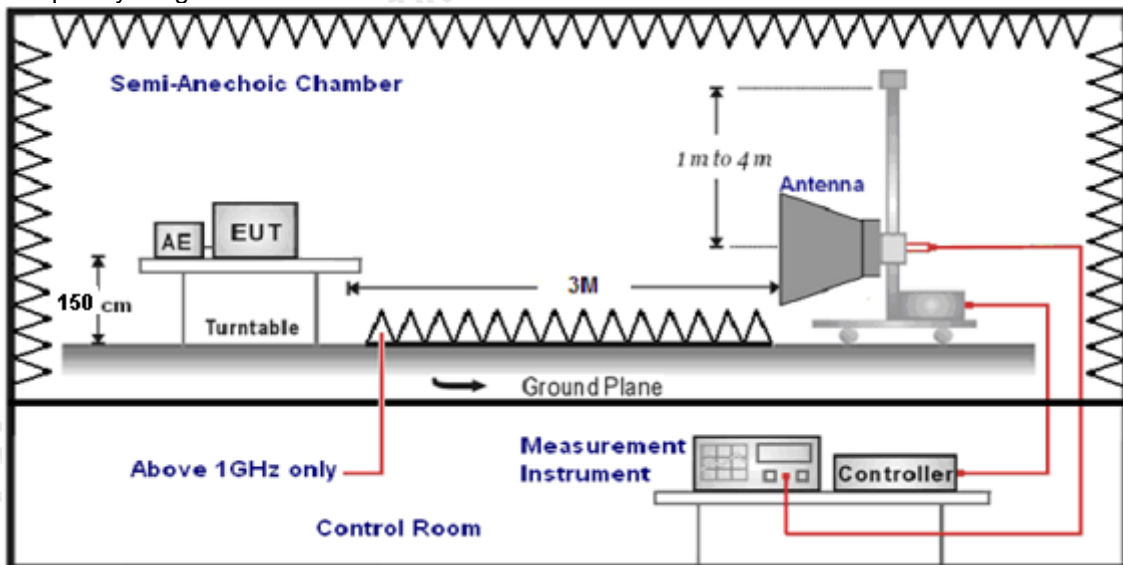 Semi-Anechoic Chamber
1 m to 4 m
Antenna
AE
EUT
150 cm
3M
Turntable
Ground Plane
Above 1GHz only
Measurement
Instrument
Controller
Control Room